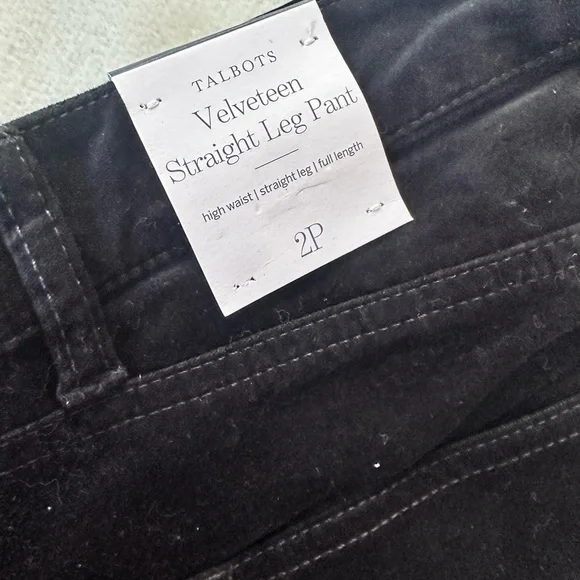 TALBOTS
Velveteen
Straight Leg Pant
high waist | straight leg | full length
2P